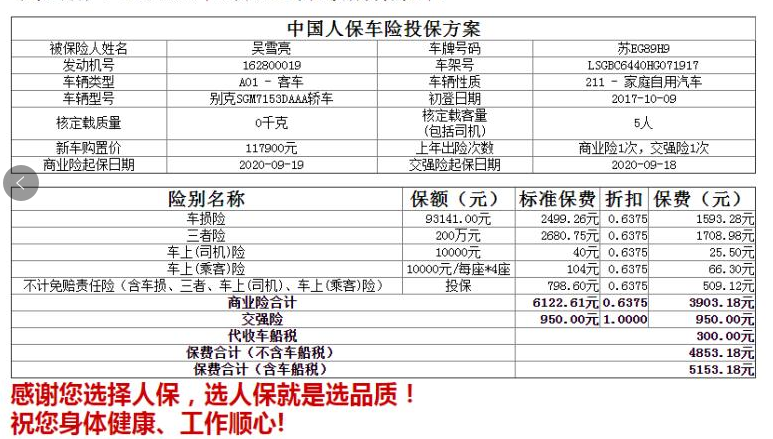 中国人保车险投保方案
被保险人姓名 吴雪亮 车牌号码 苏EG89H9
发动机号 162800019 车架号 LSGBC6440HG071917
车辆类型 A01 - 客车 车辆性质 211 - 家庭自用汽车
车辆型号 别克SGM7153DAAA轿车 初登日期 2017-10-09
核定载质量 0千克 核定载客量 5人
(包括司机)
新车购置价 117900元 上年出险次数 商业险1次，交强险1次
商业险起保日期 2020-09-19 交强险起保日期 2020-09-18
险别名称 保额（元） 标准保费 折扣 保费（元）
车损险 93141.00元 2499.26元 0.6375 1593.28元
三者险 200万元 2680.75元 0.6375 1708.98元
车上(司机)险 10000元 40元 0.6375 25.50元
车上(乘客)险 10000元/每座*4座 104元 0.6375 66.30元
不计免赔责任险(含车损、三者、车上(司机)、车上(乘客)险) 投保 798.60元 0.6375 509.12元
商业险合计 6122.61元 0.6375 3903.18元
交强险 950.00元 1.0000 950.00元
代收车船税 300.00元
保费合计(不含车船税) 4853.18元
保费合计(含车船税) 5153.18元
感谢您选择人保，选人保就是选品质！
祝您身体健康、工作顺心!